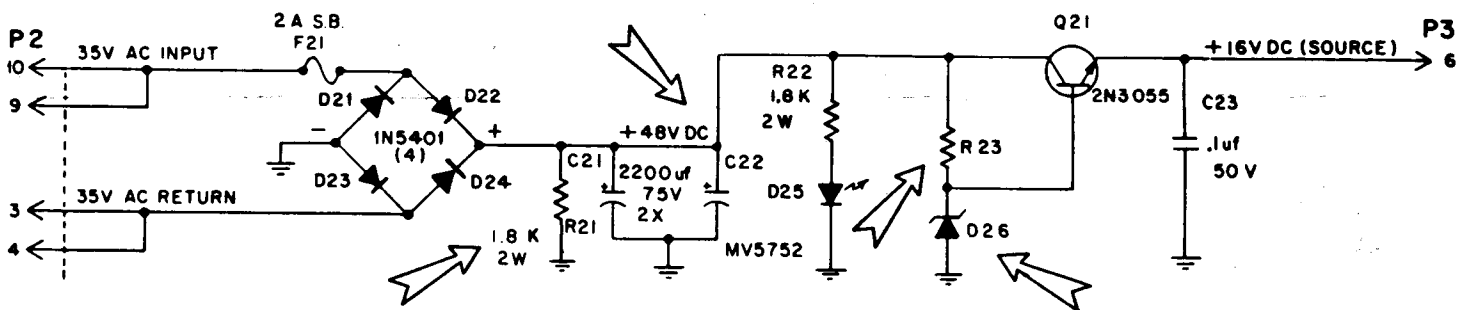 P2
10
9
3
4
35V AC INPUT
35V AC RETURN
2A S.B.
F21
D21
D22
D23
D24
1N5401
(4)
-
+
1.8 K
2W
R21
C21
+48V DC
2200uf
75V
2X
C22
R22
1.8K
2W
D25
MV5752
R23
D26
Q21
2N3055
+16V DC (SOURCE)
C23
.1uf
50 V
P3
6